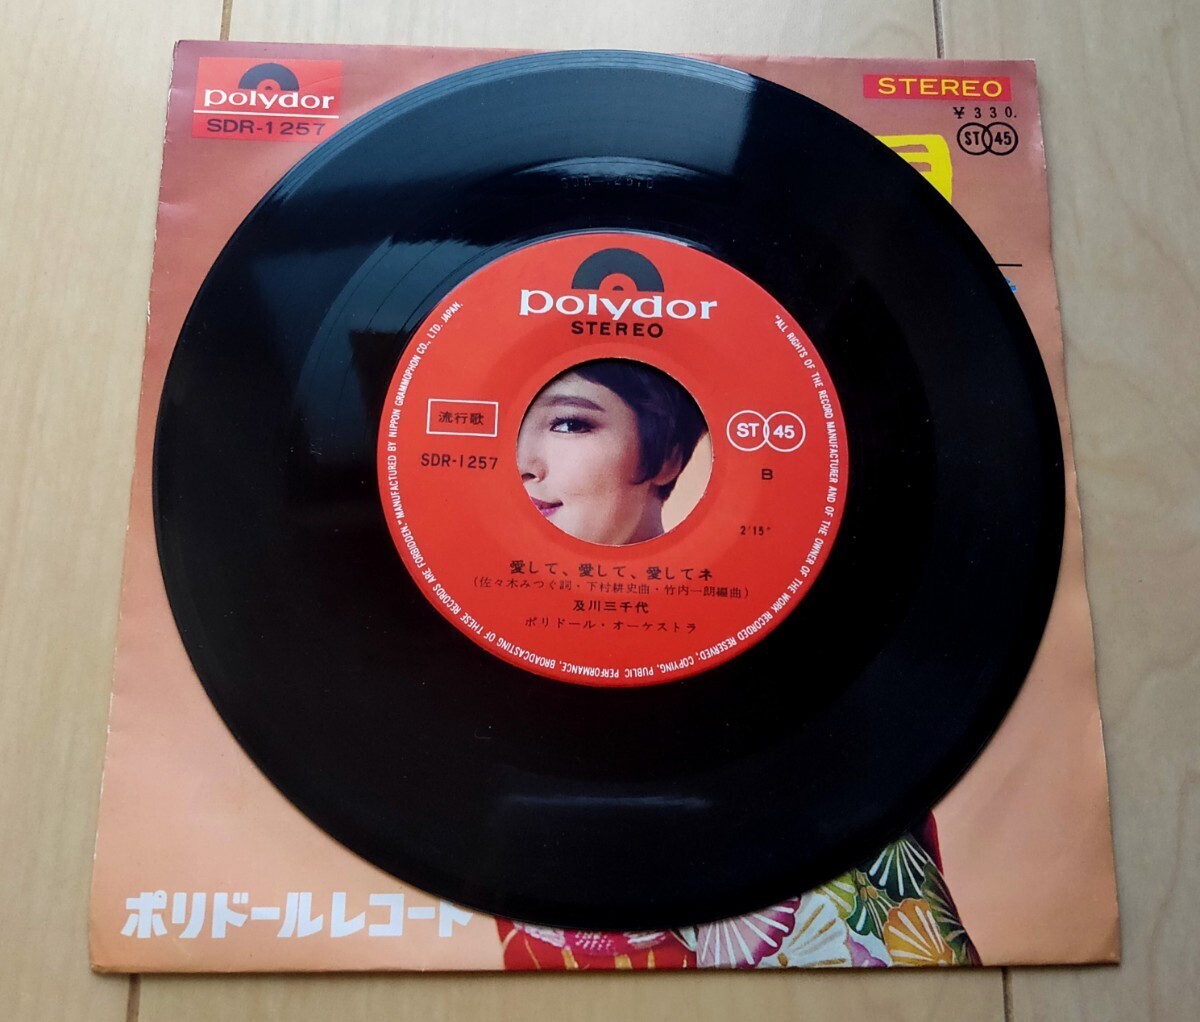 polydor
SDR-1257
STEREO
¥330.
ST 45
polydor
STEREO
流行歌
SDR-1257
ST 45
B
2'15"
愛して、愛して、愛してネ
(佐々木みつぐ詞・下村耕史曲・竹内一朗編曲)
及川三千代
ポリドール・オーケストラ
"ALL RIGHTS OF THE RECORD MANUFACTURER AND OF THE OWNER OF THE WORK RECORDED RESERVED, COPYING, PUBLIC PERFORMANCE, BROADCASTING OF THESE RECORDS ARE FORBIDDEN." MANUFACTURED BY NIPPON GRAMMOPHON CO., LTD. JAPAN.
ポリドールレコード